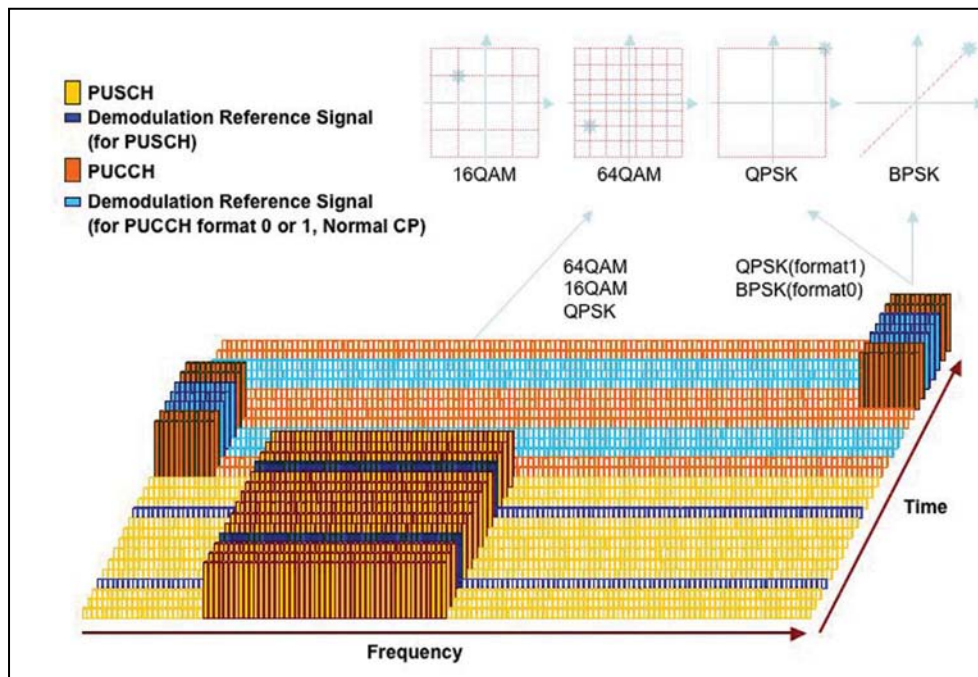 PUSCH
Demodulation Reference Signal
(for PUSCH)
PUCCH
Demodulation Reference Signal
(for PUCCH format 0 or 1, Normal CP)
16QAM
64QAM
QPSK
BPSK
64QAM
16QAM
QPSK
QPSK(format1)
BPSK(format0)
Time
Frequency